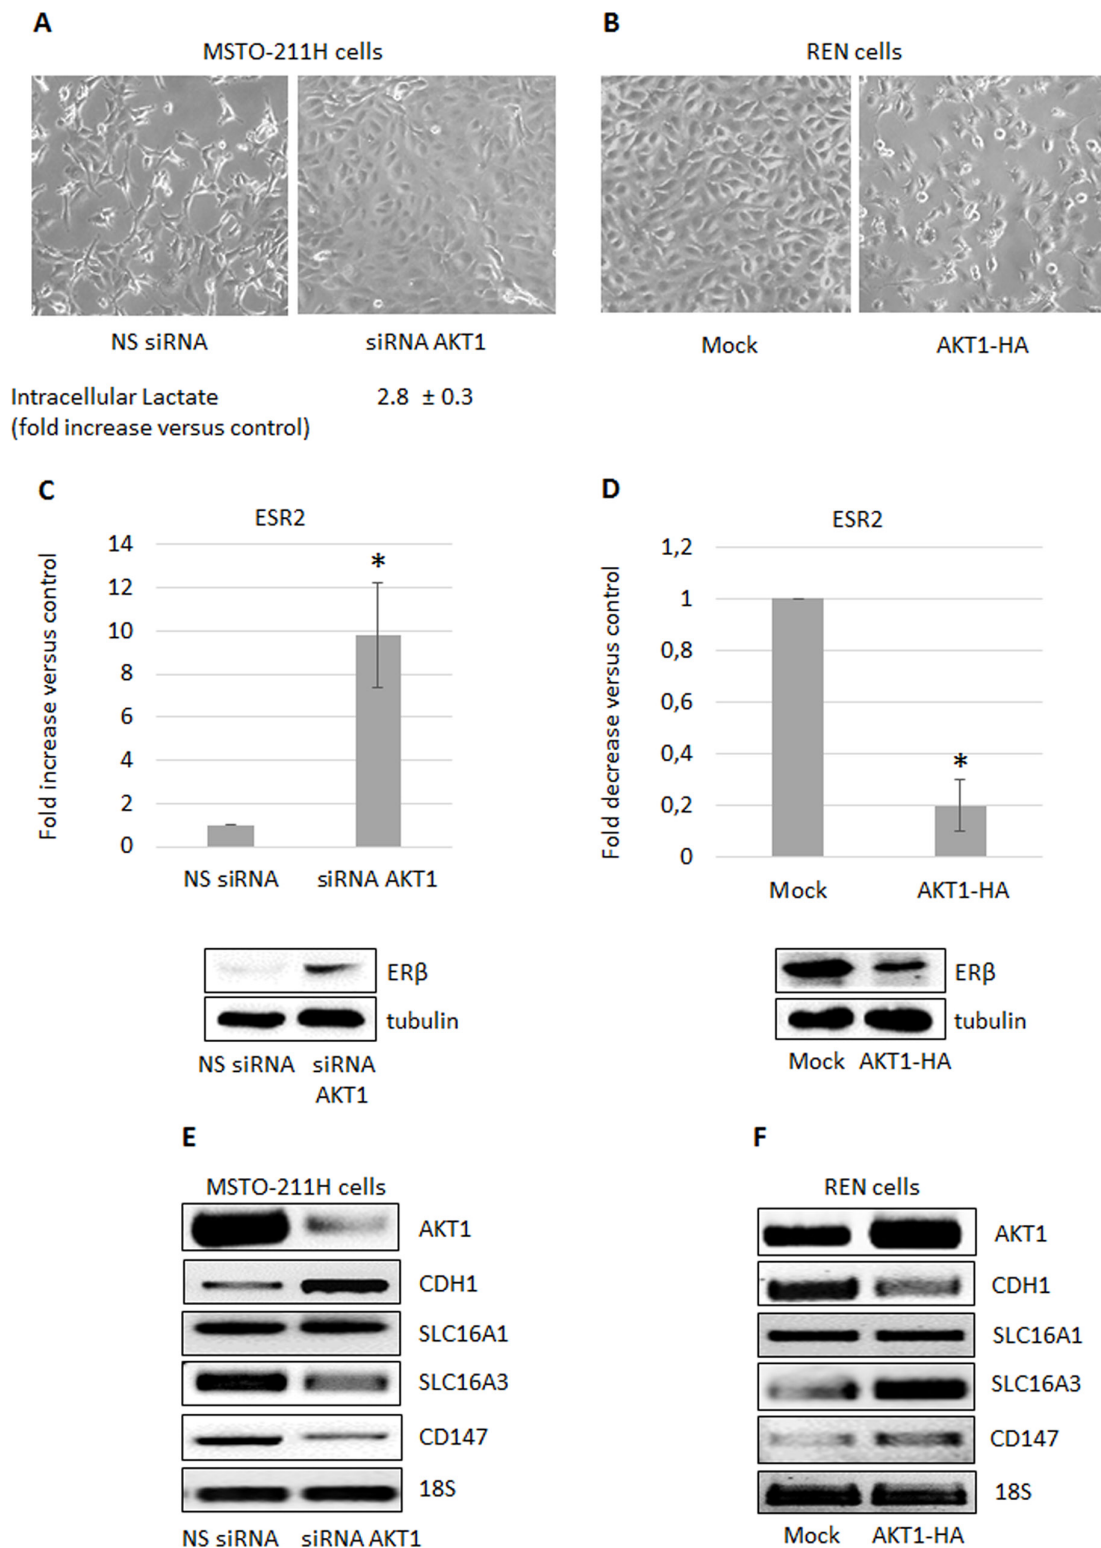 A
MSTO-211H cells
NS siRNA
siRNA AKT1
Intracellular Lactate
(fold increase versus control)
2.8 ± 0.3
B
REN cells
Mock
AKT1-HA
C
ESR2
Fold increase versus control
14
12
10
8
6
4
2
0
*
NS siRNA
siRNA AKT1
ERβ
tubulin
NS siRNA
siRNA
AKT1
D
ESR2
Fold decrease versus control
1,2
1
0,8
0,6
0,4
0,2
0
*
Mock
AKT1-HA
ERβ
tubulin
Mock
AKT1-HA
E
MSTO-211H cells
AKT1
CDH1
SLC16A1
SLC16A3
CD147
18S
NS siRNA
siRNA AKT1
F
REN cells
AKT1
CDH1
SLC16A1
SLC16A3
CD147
18S
Mock
AKT1-HA